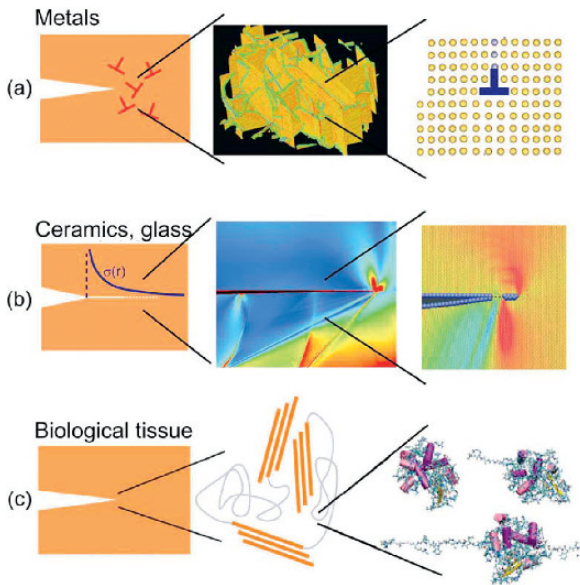 Metals
(a)
Ceramics, glass
σ(r)
(b)
Biological tissue
(c)